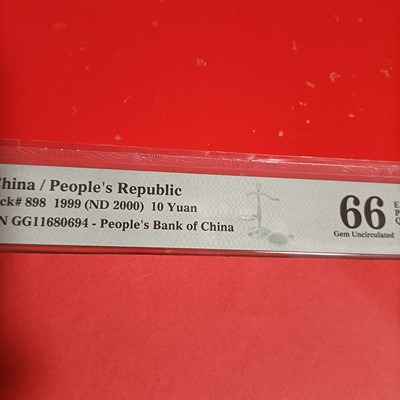 China / People's Republic
ck# 898 1999 (ND 2000) 10 Yuan
N GG11680694 - People's Bank of China
66
Gem Uncirculated
E
P
Q